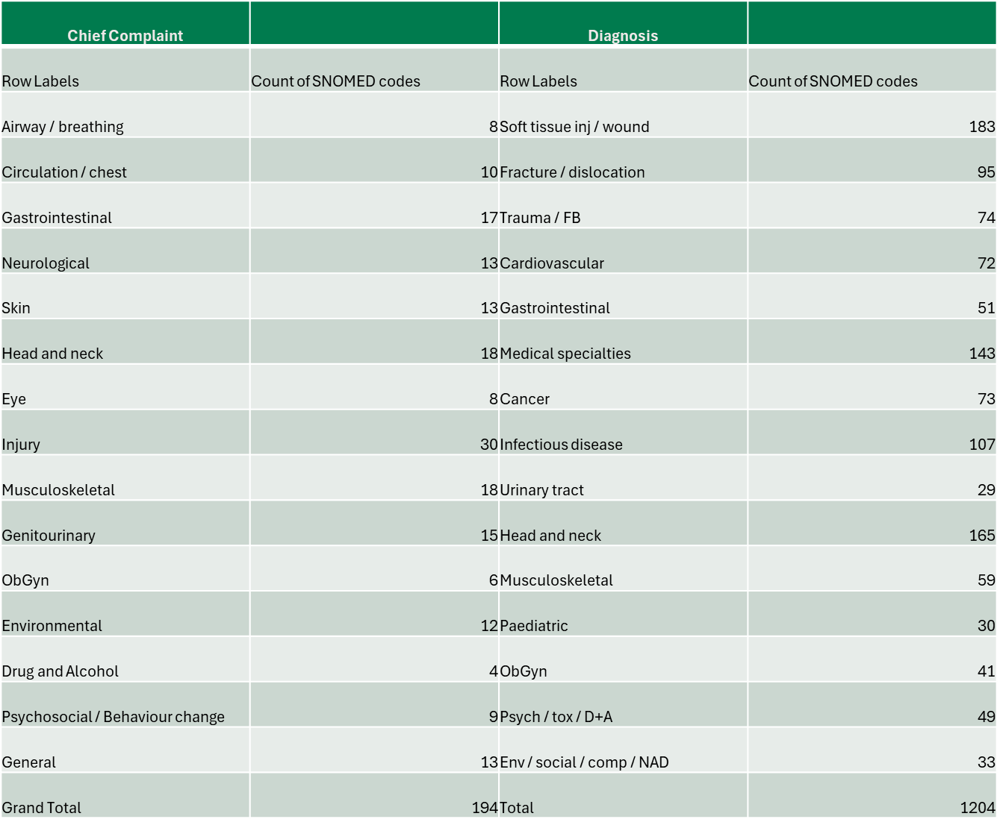 Chief Complaint Diagnosis
Row Labels Count of SNOMED codes Row Labels Count of SNOMED codes
Airway / breathing 8 Soft tissue inj / wound 183
Circulation / chest 10 Fracture / dislocation 95
Gastrointestinal 17 Trauma / FB 74
Neurological 13 Cardiovascular 72
Skin 13 Gastrointestinal 51
Head and neck 18 Medical specialties 143
Eye 8 Cancer 73
Injury 30 Infectious disease 107
Musculoskeletal 18 Urinary tract 29
Genitourinary 15 Head and neck 165
ObGyn 6 Musculoskeletal 59
Environmental 12 Paediatric 30
Drug and Alcohol 4 ObGyn 41
Psychosocial / Behaviour change 9 Psych / tox / D+A 49
General 13 Env / social / comp / NAD 33
Grand Total 194 Total 1204